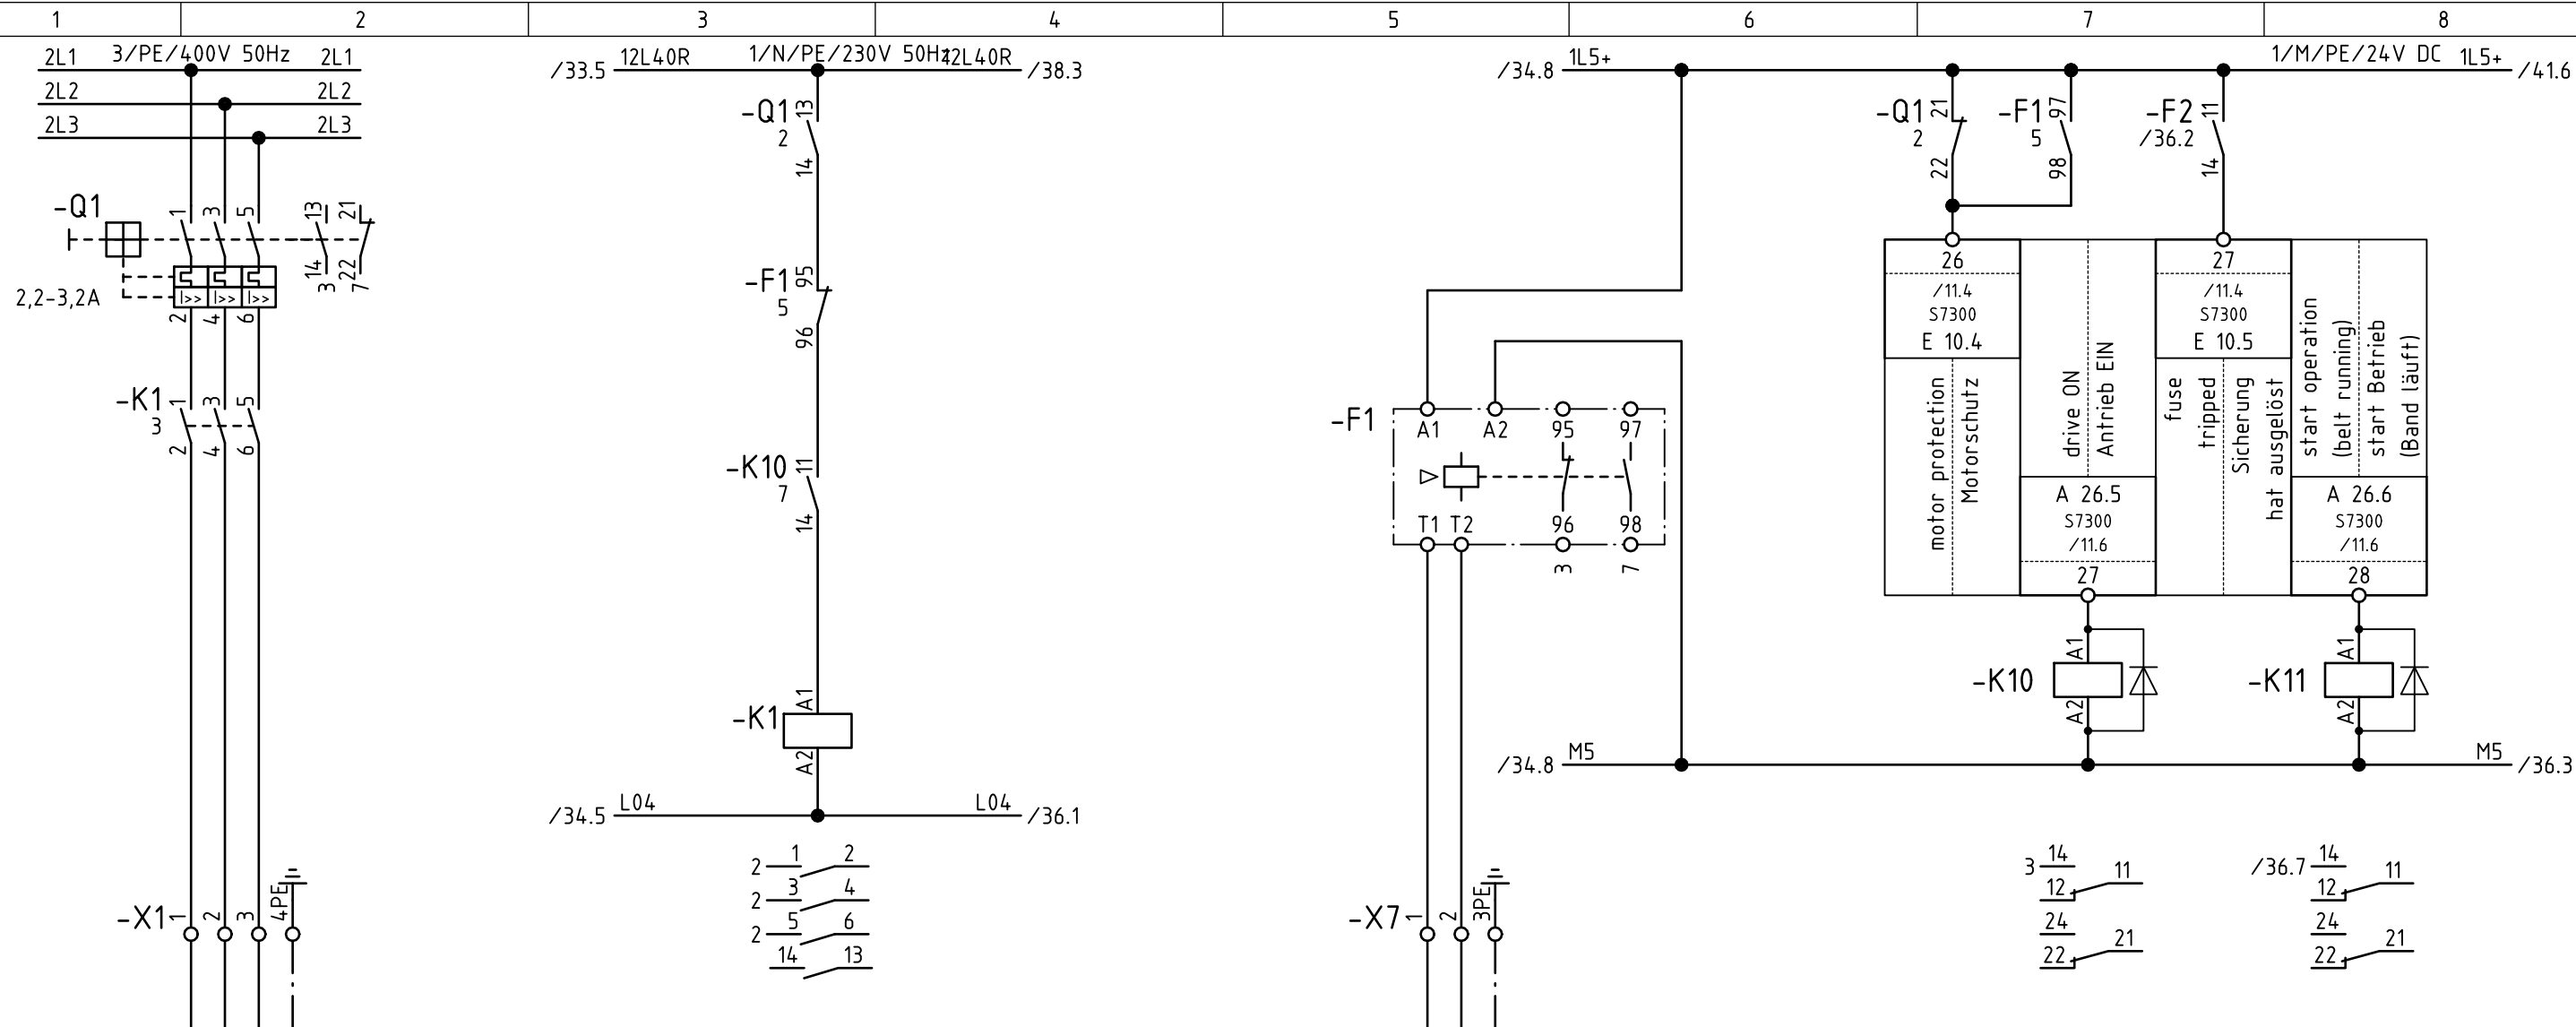 1 2 3 4 5 6 7 8
2L1 3/PE/400V 50Hz 2L1
2L2 2L2
2L3 2L3
-Q1
1 3 5 13 21
14 22
3 7
2,2-3,2A
I>> I>> I>>
2 4 6
-K1
3
1 3 5
2 4 6
-X1 1 2 3 4PE
/33.5 12L40R 1/N/PE/230V 50Hz 12L40R /38.3
-Q1 13
2
14
-F1 95
5
96
-K10 11
7
14
A1
-K1
A2
/34.5 L04 L04 /36.1
2 1 2
2 3 4
2 5 6
14 13
/34.8 1L5+ 1/M/PE/24V DC 1L5+ /41.6
-F1
A1 A2 95 97
T1 T2 96 98
3 7
/34.8 M5 M5 /36.3
-X7 1 2 3PE
-Q1 21
2
22
-F1 97
5
98
-F2 11
/36.2
14
26
/11.4
S7300
E 10.4
motor protection
Motorschutz
drive ON
Antrieb EIN
A 26.5
S7300
/11.6
27
27
/11.4
S7300
E 10.5
fuse
tripped
Sicherung
hat ausgelöst
start operation
(belt running)
start Betrieb
(Band läuft)
A 26.6
S7300
/11.6
28
A1
-K10
A2
A1
-K11
A2
3 14
12 11
24
22 21
/36.7 14
12 11
24
22 21